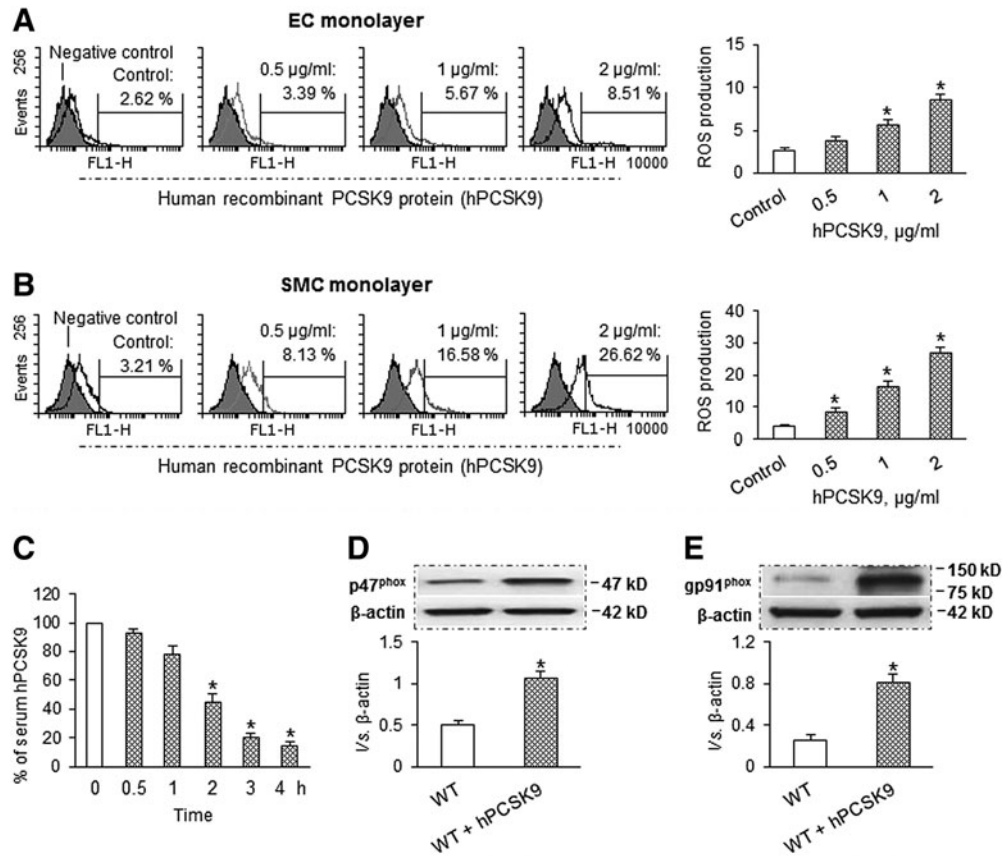 A
EC monolayer
256
Events
Negative control
Control:
2.62 %
0.5 µg/ml:
3.39 %
1 µg/ml:
5.67 %
2 µg/ml:
8.51 %
FL1-H
FL1-H
FL1-H
FL1-H 10000
Human recombinant PCSK9 protein (hPCSK9)
ROS production
15
10
5
0
Control
0.5
1
2
*
*
hPCSK9, µg/ml
B
SMC monolayer
256
Events
Negative control
Control:
3.21 %
0.5 µg/ml:
8.13 %
1 µg/ml:
16.58 %
2 µg/ml:
26.62 %
FL1-H
FL1-H
FL1-H
FL1-H 10000
Human recombinant PCSK9 protein (hPCSK9)
ROS production
40
30
20
10
0
*
*
*
Control
0.5
1
2
hPCSK9, µg/ml
C
% of serum hPCSK9
120
100
80
60
40
20
0
*
*
*
0 0.5 1 2 3 4 h
Time
D
p47phox
47 kD
β-actin
42 kD
Vs. β-actin
1.5
1
0.5
0
*
WT
WT + hPCSK9
E
gp91phox
150 kD
75 kD
β-actin
42 kD
Vs. β-actin
1.2
0.8
0.4
0
*
WT
WT + hPCSK9